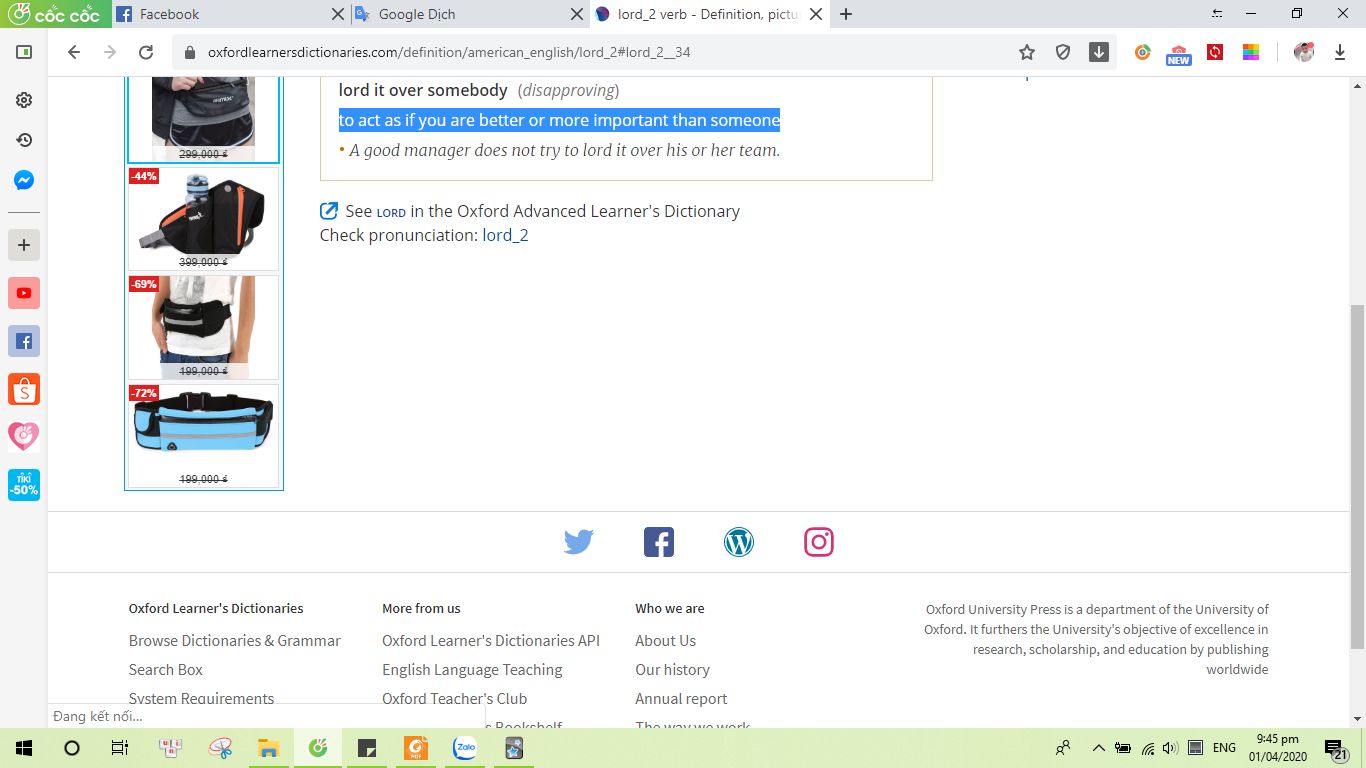 cốc cốc
Facebook
Google Dịch
lord_2 verb - Definition, pictu
oxfordlearnersdictionaries.com/definition/american_english/lord_2#lord_2__34
NEW
lord it over somebody (disapproving)
to act as if you are better or more important than someone
• A good manager does not try to lord it over his or her team.
299,000 ₫
-44%
399,000 ₫
-69%
199,000 ₫
-72%
199,000 ₫
See LORD in the Oxford Advanced Learner's Dictionary
Check pronunciation: lord_2
TIKI
-50%
Oxford Learner's Dictionaries
Browse Dictionaries & Grammar
Search Box
System Requirements
More from us
Oxford Learner's Dictionaries API
English Language Teaching
Oxford Teacher's Club
Bookshelf
Who we are
About Us
Our history
Annual report
The way we work
Oxford University Press is a department of the University of
Oxford. It furthers the University's objective of excellence in
research, scholarship, and education by publishing
worldwide
Đang kết nối...
PDF
Zalo
ENG
9:45 pm
01/04/2020
21